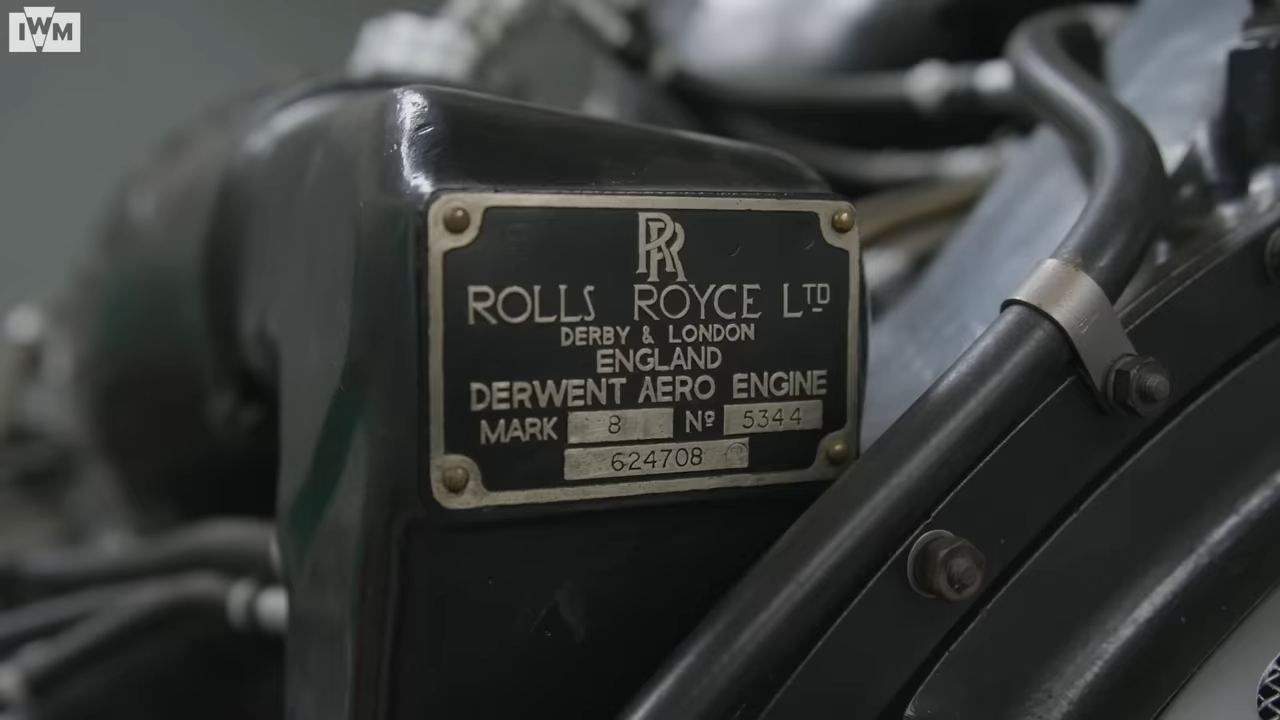 IWM
RR
ROLLS ROYCE LTD
DERBY & LONDON
ENGLAND
DERWENT AERO ENGINE
MARK 8 Nº 5344
624708